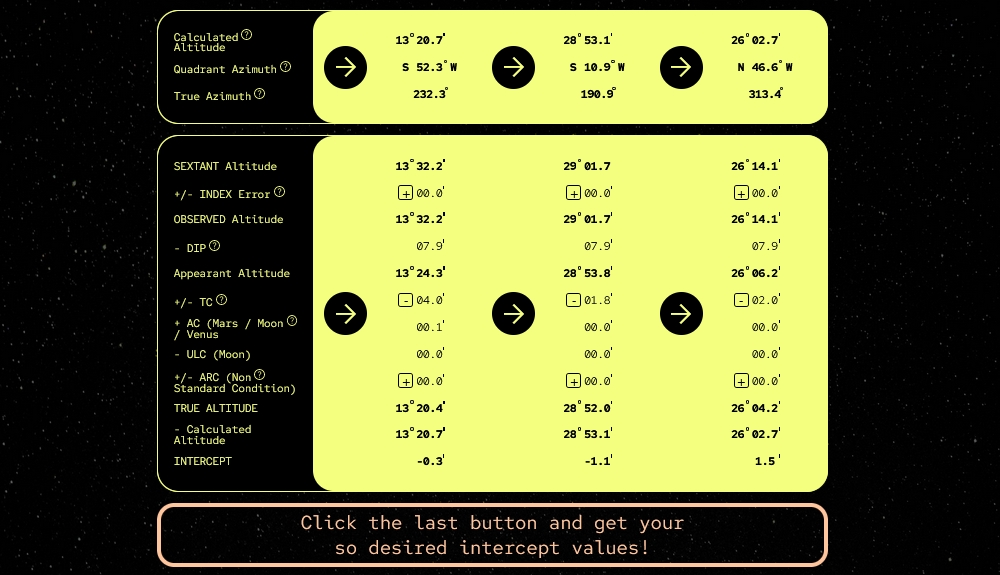 Calculated ? 13°20.7' 28°53.1' 26°02.7'
Altitude
Quadrant Azimuth ? S 52.3° W S 10.9° W N 46.6° W
True Azimuth ? 232.3° 190.9° 313.4°
SEXTANT Altitude 13°32.2' 29°01.7 26°14.1'
+/- INDEX Error ? + 00.0' + 00.0' + 00.0'
OBSERVED Altitude 13°32.2' 29°01.7' 26°14.1'
- DIP ? 07.9' 07.9' 07.9'
Appearant Altitude 13°24.3' 28°53.8' 26°06.2'
+/- TC ? - 04.0' - 01.8' - 02.0'
+ AC (Mars / Moon ? 00.1' 00.0' 00.0'
/ Venus
- ULC (Moon) 00.0' 00.0' 00.0'
+/- ARC (Non ? + 00.0' + 00.0' + 00.0'
Standard Condition)
TRUE ALTITUDE 13°20.4' 28°52.0' 26°04.2'
- Calculated 13°20.7' 28°53.1' 26°02.7'
Altitude
INTERCEPT -0.3' -1.1' 1.5'
Click the last button and get your
so desired intercept values!